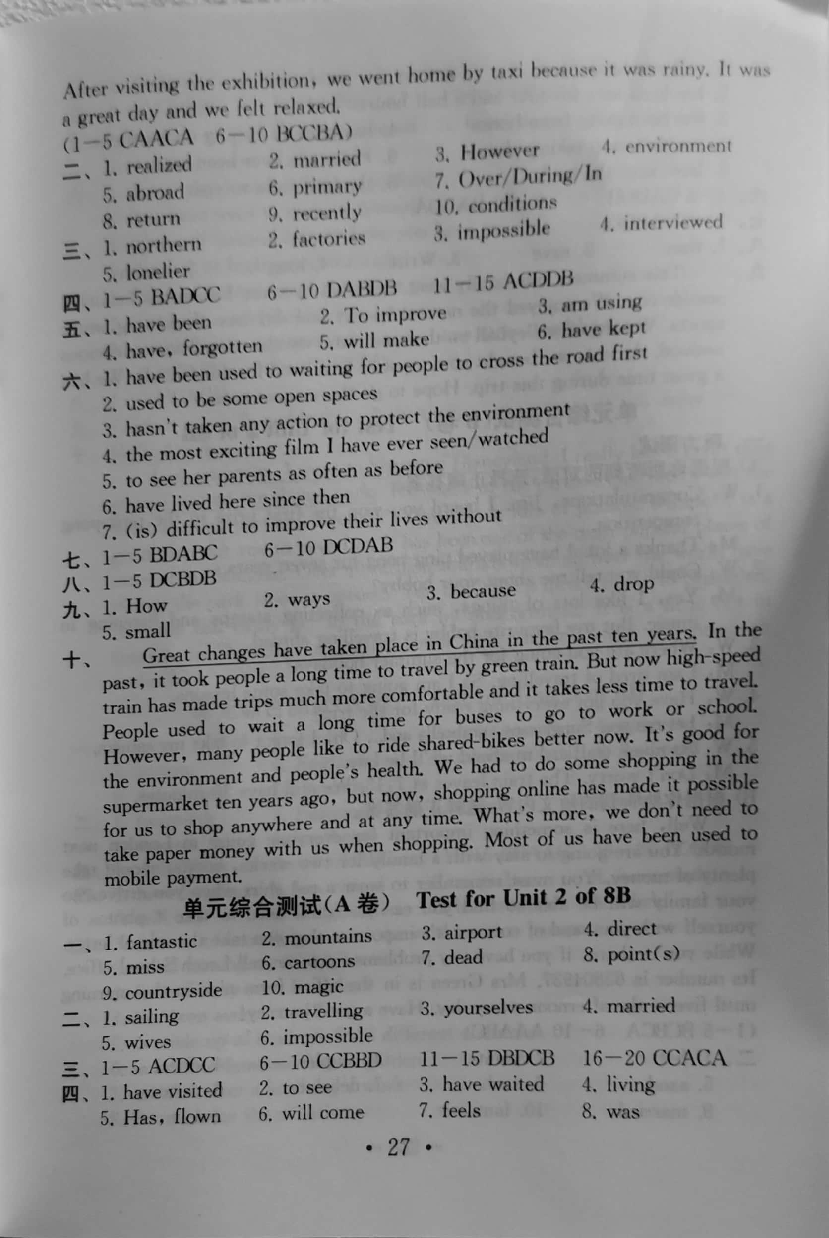 After visiting the exhibition, we went home by taxi because it was rainy. It was
a great day and we felt relaxed.
(1—5 CAACA 6—10 BCCBA)
二、1. realized 2. married 3. However 4. environment
5. abroad 6. primary 7. Over/During/In
8. return 9. recently 10. conditions
三、1. northern 2. factories 3. impossible 4. interviewed
5. lonelier
四、1—5 BADCC 6—10 DABDB 11—15 ACDDB
五、1. have been 2. To improve 3. am using
4. have, forgotten 5. will make 6. have kept
六、1. have been used to waiting for people to cross the road first
2. used to be some open spaces
3. hasn't taken any action to protect the environment
4. the most exciting film I have ever seen/watched
5. to see her parents as often as before
6. have lived here since then
7. (is) difficult to improve their lives without
七、1—5 BDABC 6—10 DCDAB
八、1—5 DCBDB
九、1. How 2. ways 3. because 4. drop
5. small
十、 Great changes have taken place in China in the past ten years. In the
past, it took people a long time to travel by green train. But now high-speed
train has made trips much more comfortable and it takes less time to travel.
People used to wait a long time for buses to go to work or school.
However, many people like to ride shared-bikes better now. It's good for
the environment and people's health. We had to do some shopping in the
supermarket ten years ago, but now, shopping online has made it possible
for us to shop anywhere and at any time. What's more, we don't need to
take paper money with us when shopping. Most of us have been used to
mobile payment.
单元综合测试(A 卷) Test for Unit 2 of 8B
一、1. fantastic 2. mountains 3. airport 4. direct
5. miss 6. cartoons 7. dead 8. point(s)
9. countryside 10. magic
二、1. sailing 2. travelling 3. yourselves 4. married
5. wives 6. impossible
三、1—5 ACDCC 6—10 CCBBD 11—15 DBDCB 16—20 CCACA
四、1. have visited 2. to see 3. have waited 4. living
5. Has, flown 6. will come 7. feels 8. was
• 27 •